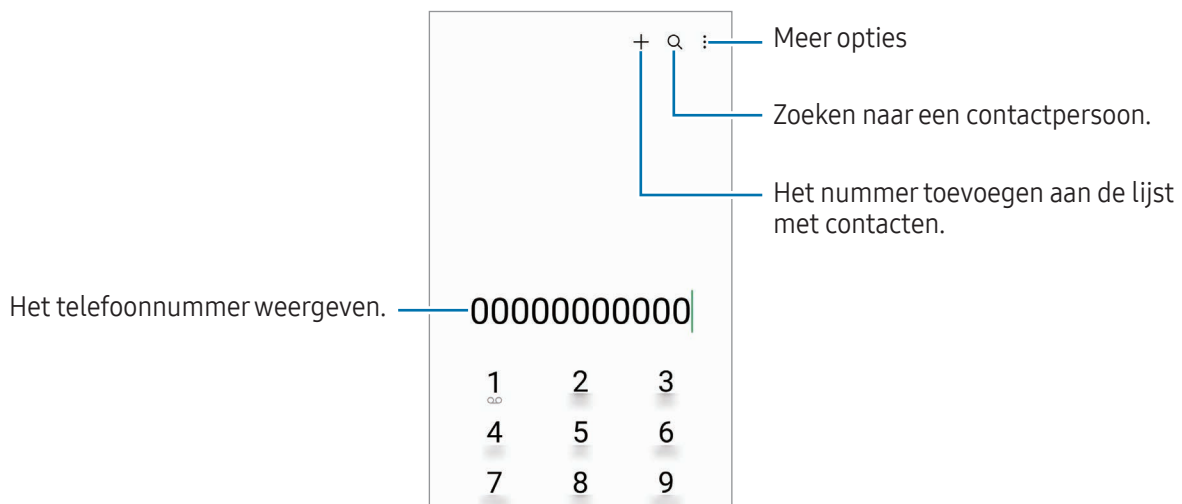 Meer opties
Zoeken naar een contactpersoon.
Het nummer toevoegen aan de lijst
met contacten.
Het telefoonnummer weergeven.
00000000000
1 2 3
4 5 6
7 8 9